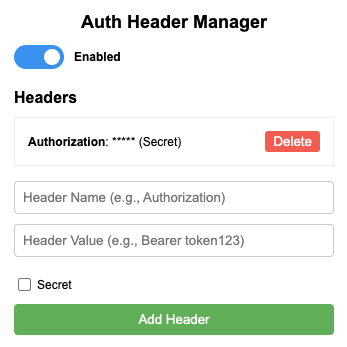 Auth Header Manager
Enabled
Headers
Authorization: ***** (Secret)
Delete
Header Name (e.g., Authorization)
Header Value (e.g., Bearer token123)
Secret
Add Header